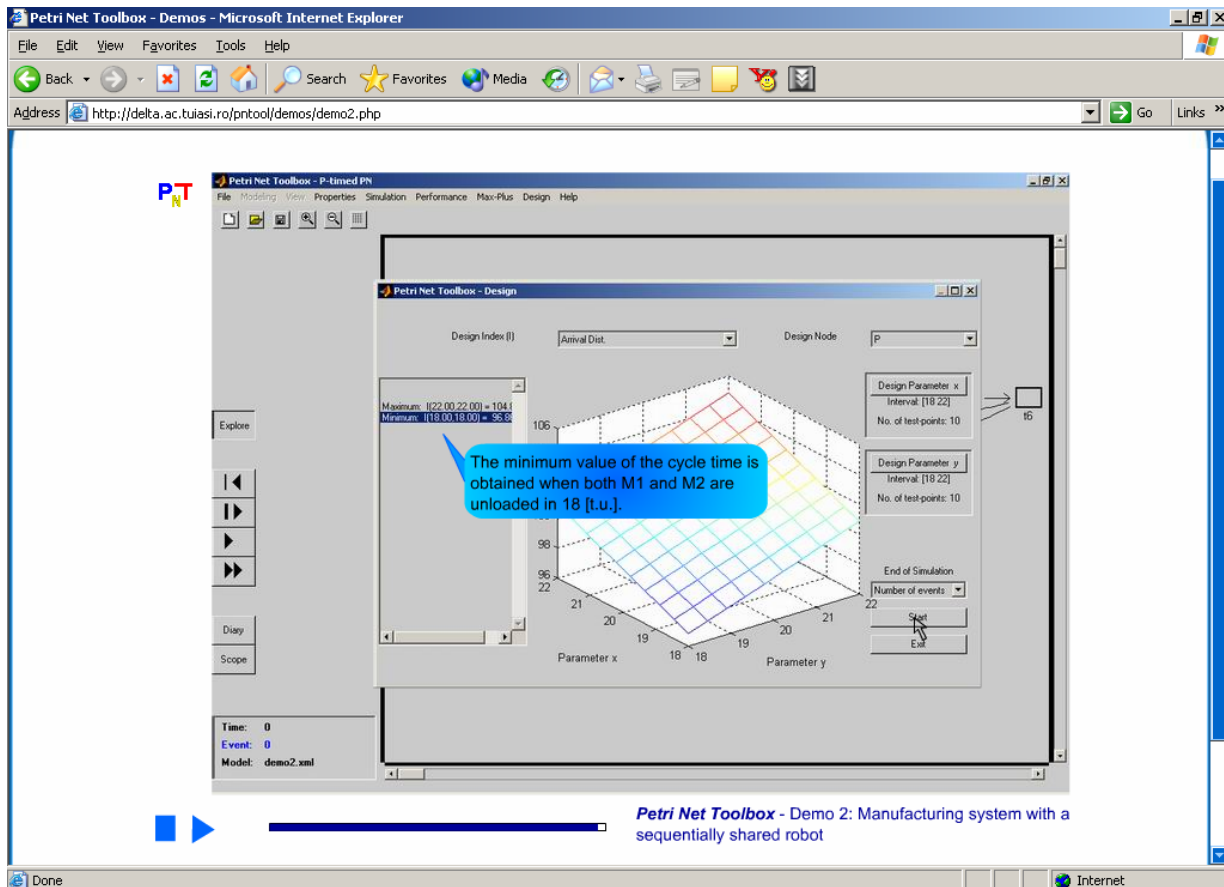 Petri Net Toolbox - Demos - Microsoft Internet Explorer
File Edit View Favorites Tools Help
Back Search Favorites Media
Address http://delta.ac.tuiasi.ro/pntool/demos/demo2.php Go Links »
PNT
Petri Net Toolbox - P-timed PN
File Modeling View Properties Simulation Performance Max-Plus Design Help
Petri Net Toolbox - Design
Design Index (I) Arrival Dist. Design Node P
Maximum: I(22.00,22.00) = 104.
Minimum: I(18.00,18.00) = 96.8
Design Parameter x
Interval: [18 22]
No. of test-points: 10
Design Parameter y
Interval: [18 22]
No. of test-points: 10
t6
Explore
106
The minimum value of the cycle time is
obtained when both M1 and M2 are
unloaded in 18 [t.u.].
98
96
22
21
20
19
18
18
19
20
21
22
Parameter x
Parameter y
End of Simulation
Number of events
Start
Exit
Diary
Scope
Time: 0
Event: 0
Model: demo2.xml
Petri Net Toolbox - Demo 2: Manufacturing system with a
sequentially shared robot
Done Internet